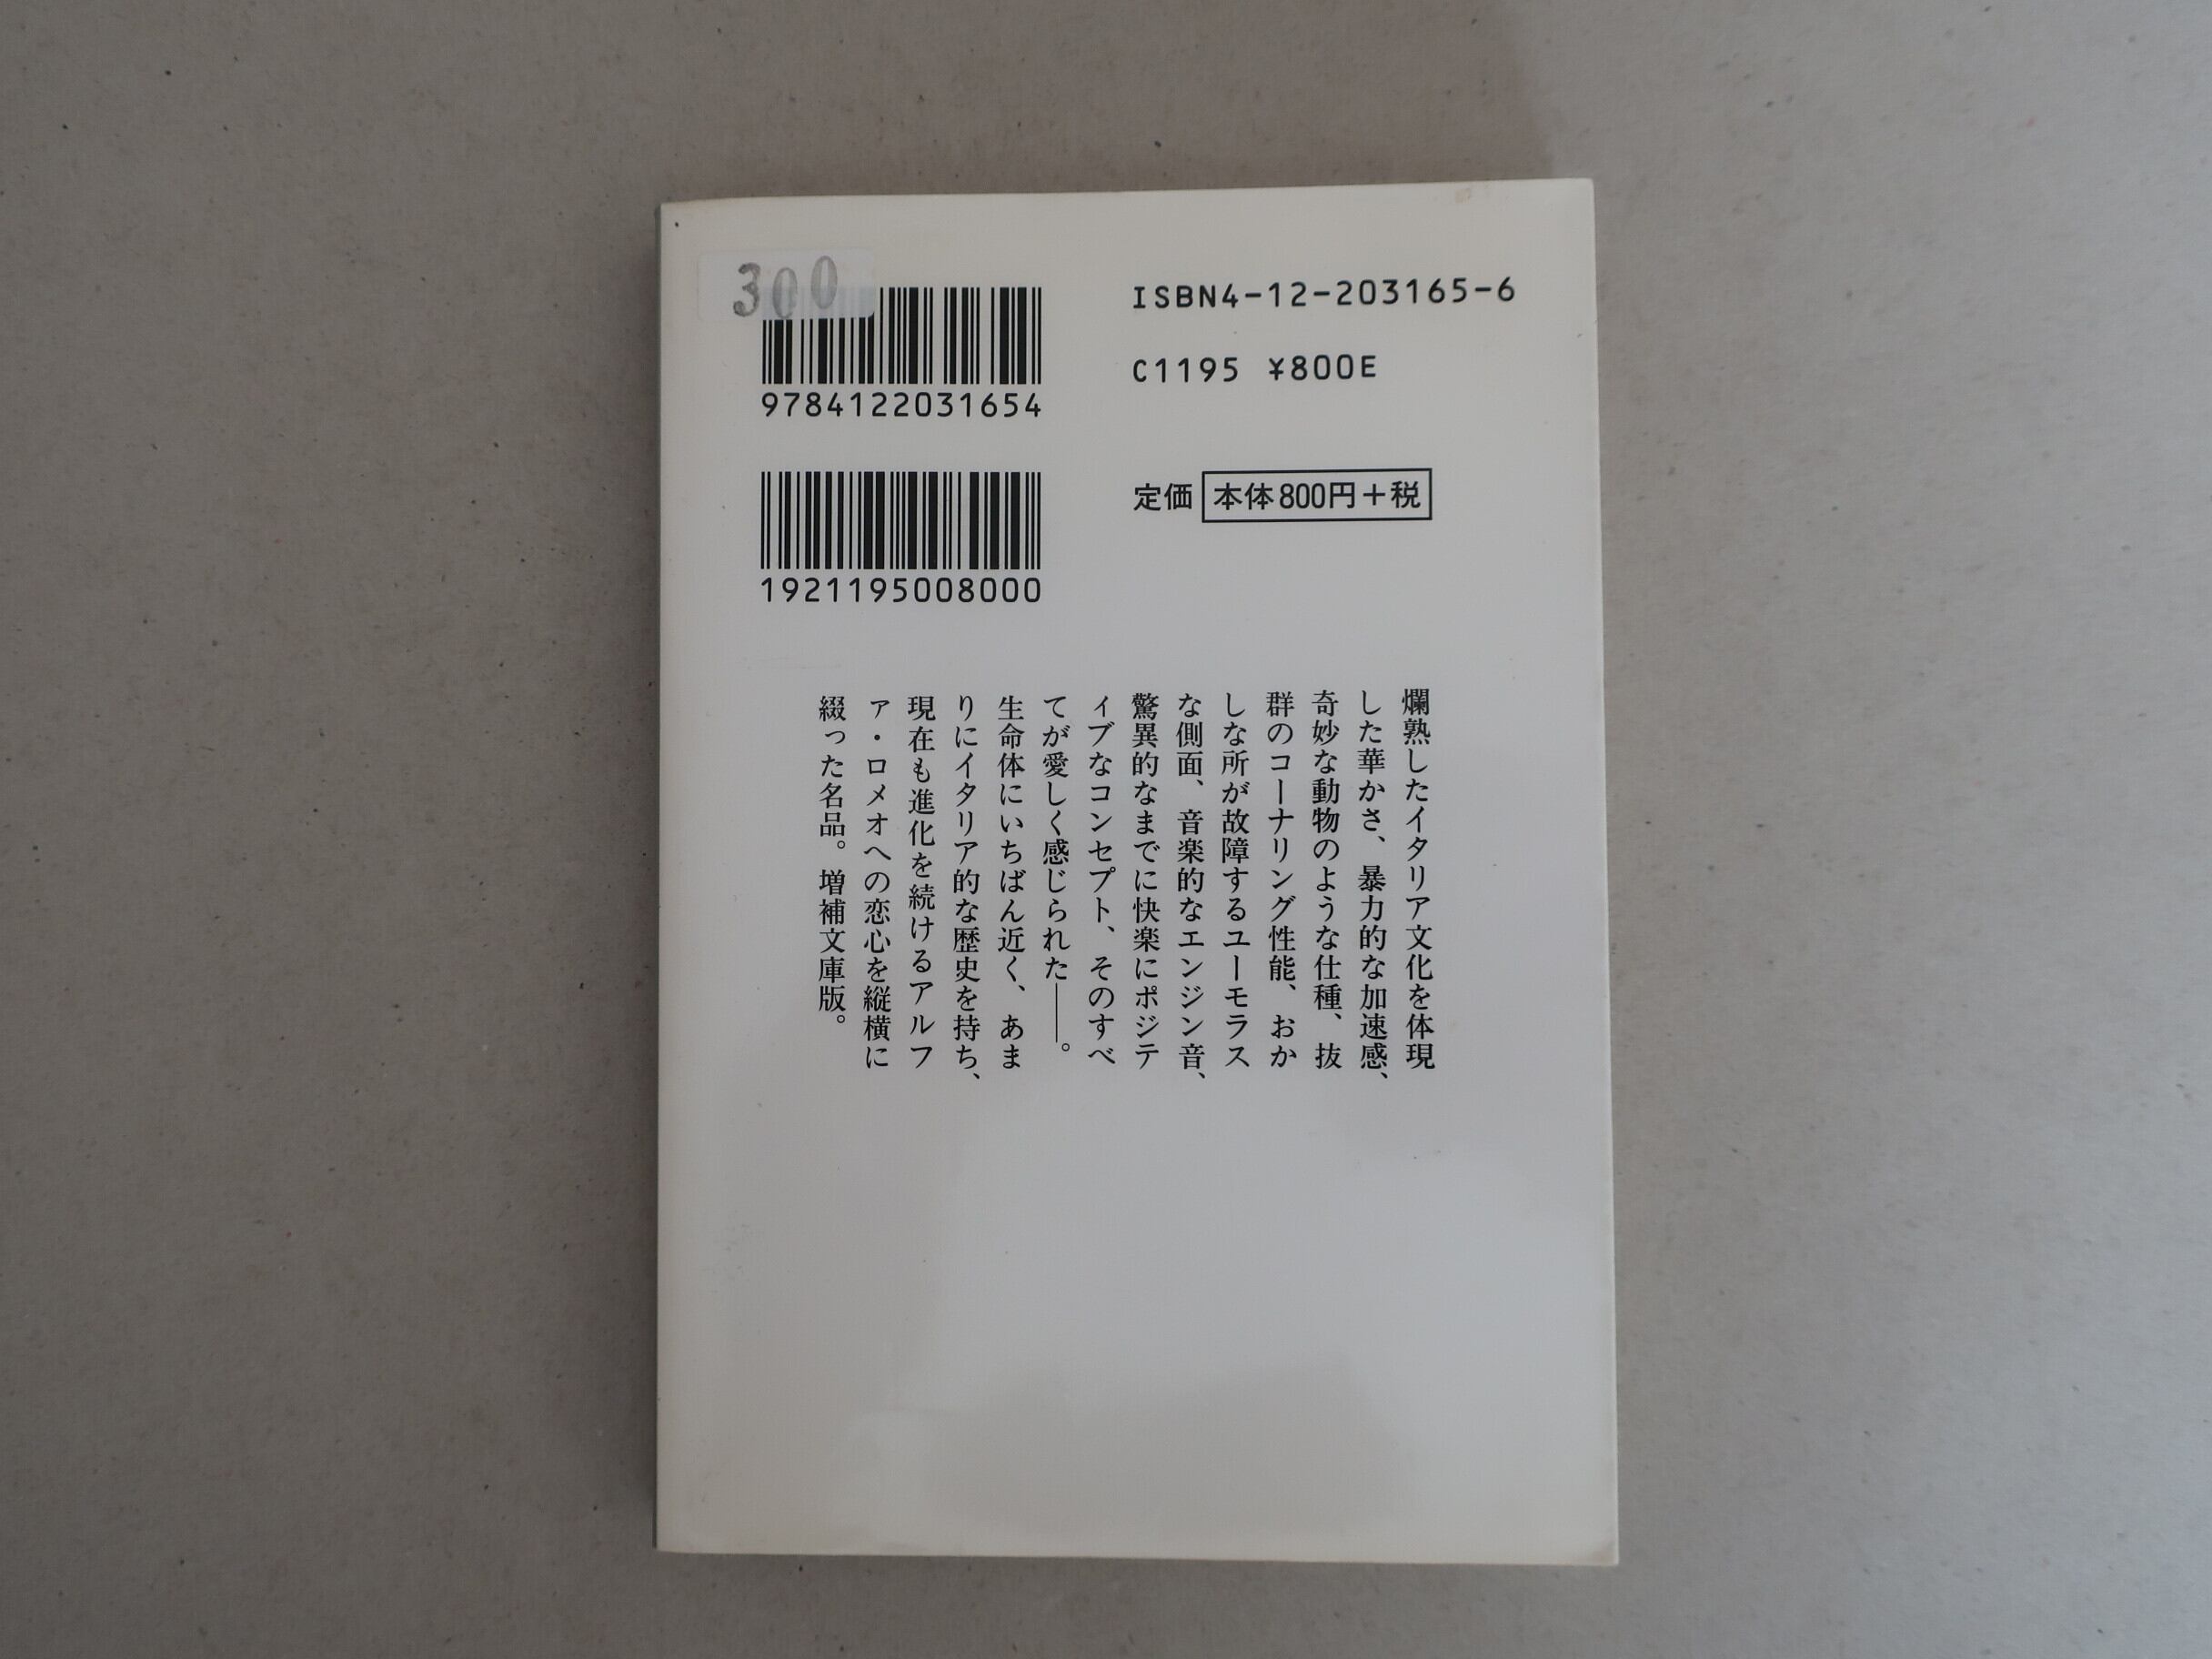 300
9784122031654
1921195008000
ISBN4-12-203165-6
C1195 ¥800E
定価 本体800円+税
爛熟したイタリア文化を体現
した華かさ、暴力的な加速感、
奇妙な動物のような仕種、抜
群のコーナリング性能、おか
しな所が故障するユーモラス
な側面、音楽的なエンジン音、
驚異的なまでに快楽にポジテ
ィブなコンセプト、そのすべ
てが愛しく感じられた――。
生命体にいちばん近く、あま
りにイタリア的な歴史を持ち、
現在も進化を続けるアルフ
ァ・ロメオへの恋心を縦横に
綴った名品。増補文庫版。